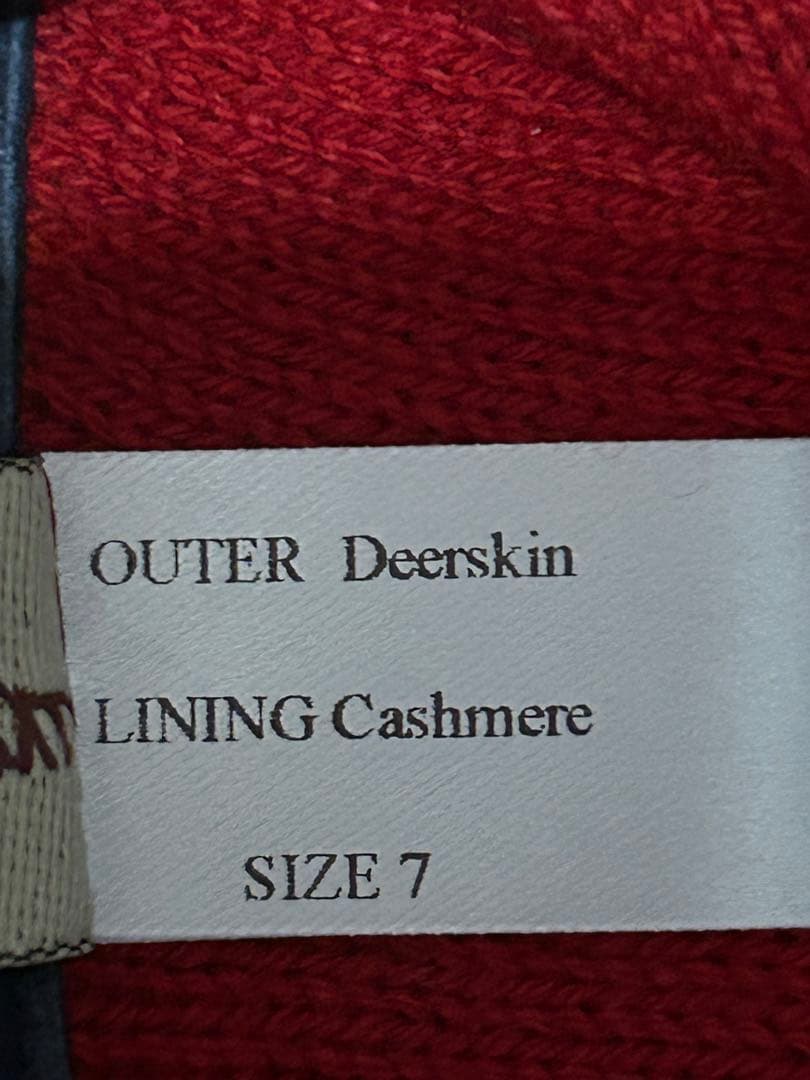 OUTER Deerskin
LINING Cashmere
SIZE 7